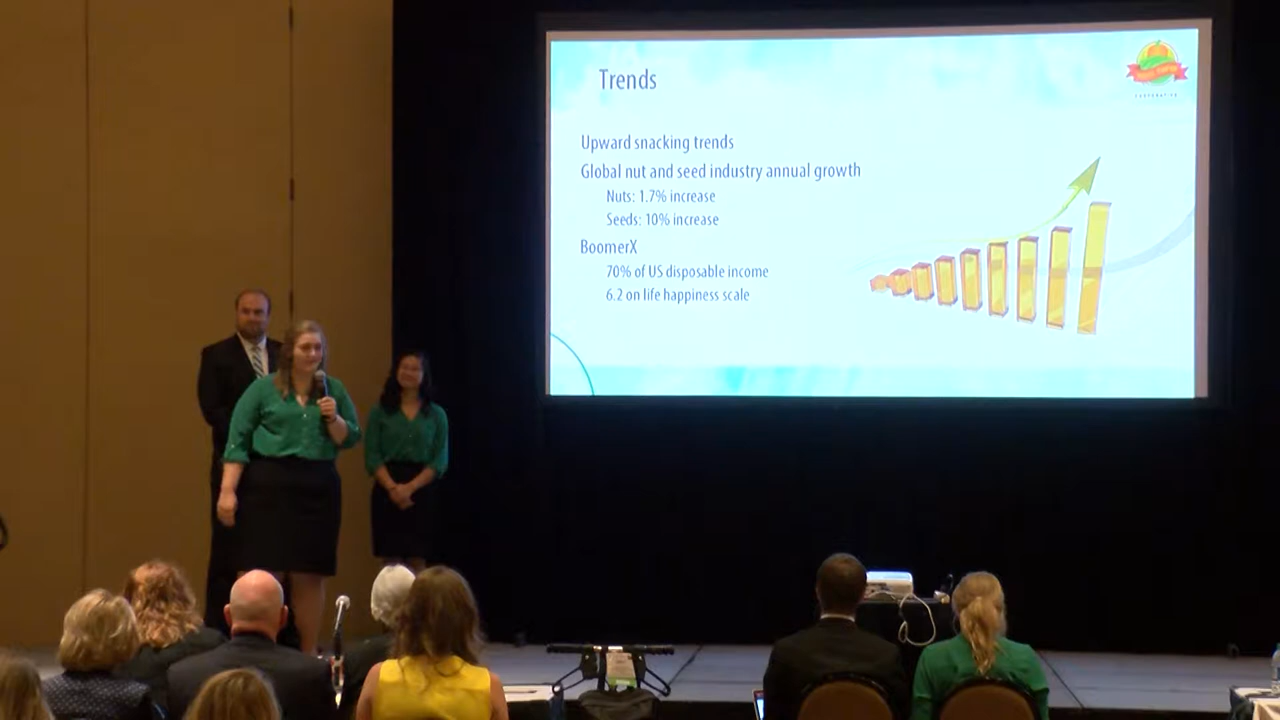 Trends
Upward snacking trends
Global nut and seed industry annual growth
Nuts: 1.7% increase
Seeds: 10% increase
BoomerX
70% of US disposable income
6.2 on life happiness scale
COOPERATIVE